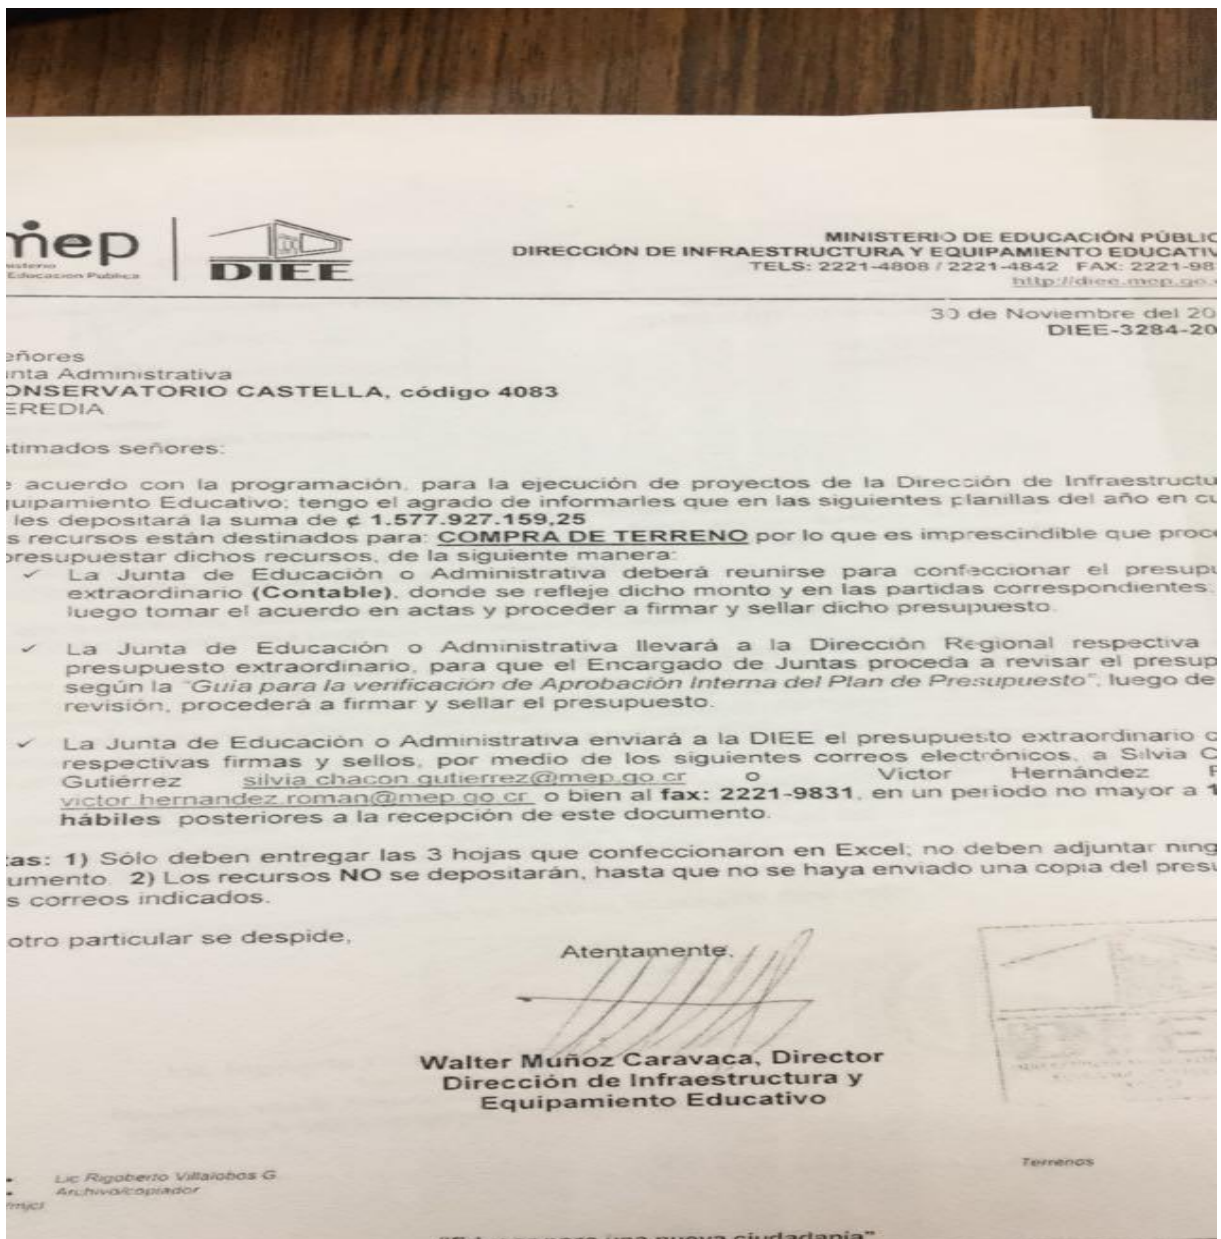 mep
Educación Pública
DIEE
MINISTERIO DE EDUCACIÓN PÚBLIC
DIRECCIÓN DE INFRAESTRUCTURA Y EQUIPAMIENTO EDUCATIV
TELS: 2221-4808 / 2221-4842 FAX: 2221-98
http://diee.mep.go.
30 de Noviembre del 20
DIEE-3284-20
eñores
nta Administrativa
ONSERVATORIO CASTELLA, código 4083
EREDIA
timados señores:
e acuerdo con la programación, para la ejecución de proyectos de la Dirección de Infraestructu
quipamiento Educativo; tengo el agrado de informarles que en las siguientes planillas del año en cu
les depositará la suma de ¢ 1.577.927.159,25
s recursos están destinados para: COMPRA DE TERRENO por lo que es imprescindible que proce
presupuestar dichos recursos, de la siguiente manera:
✓ La Junta de Educación o Administrativa deberá reunirse para confeccionar el presupu
extraordinario (Contable), donde se refleje dicho monto y en las partidas correspondientes;
luego tomar el acuerdo en actas y proceder a firmar y sellar dicho presupuesto.
✓ La Junta de Educación o Administrativa llevará a la Dirección Regional respectiva
presupuesto extraordinario, para que el Encargado de Juntas proceda a revisar el presup
según la "Guía para la verificación de Aprobación Interna del Plan de Presupuesto", luego de
revisión, procederá a firmar y sellar el presupuesto.
✓ La Junta de Educación o Administrativa enviará a la DIEE el presupuesto extraordinario c
respectivas firmas y sellos, por medio de los siguientes correos electrónicos, a Silvia C
Gutiérrez silvia.chacon.gutierrez@mep.go.cr o Victor Hernández R
victor.hernandez.roman@mep.go.cr o bien al fax: 2221-9831, en un periodo no mayor a 1
hábiles posteriores a la recepción de este documento.
tas: 1) Sólo deben entregar las 3 hojas que confeccionaron en Excel; no deben adjuntar ning
umento. 2) Los recursos NO se depositarán, hasta que no se haya enviado una copia del presu
s correos indicados.
otro particular se despide,
Atentamente,
Walter Muñoz Caravaca, Director
Dirección de Infraestructura y
Equipamiento Educativo
Lic Rigoberto Villalobos G.
Archivo/copiador
/mjcl
Terrenos
para una nueva ciudadanía"